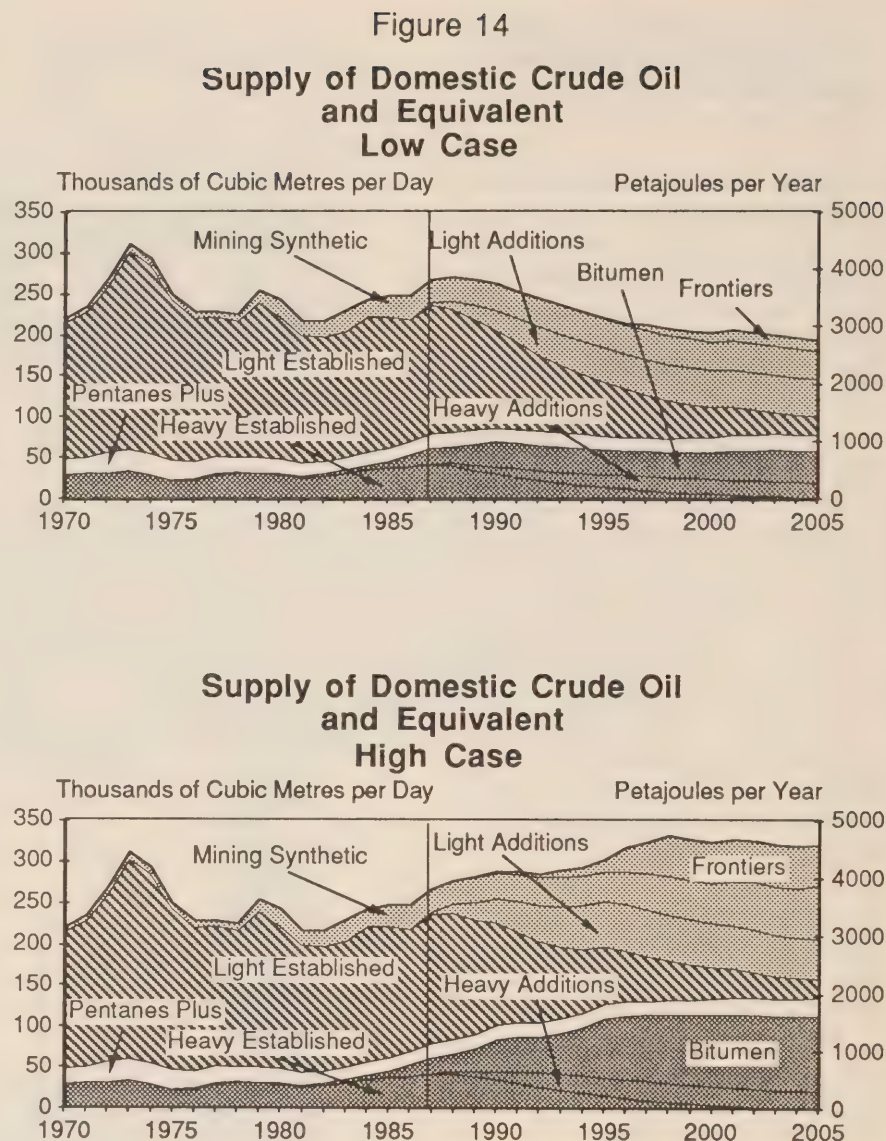 Figure 14
Supply of Domestic Crude Oil
and Equivalent
Low Case
Thousands of Cubic Metres per Day
Petajoules per Year
350
300
250
200
150
100
50
0
5000
4000
3000
2000
1000
0
Mining Synthetic
Light Additions
Bitumen
Frontiers
Light Established
Pentanes Plus
Heavy Established
Heavy Additions
1970
1975
1980
1985
1990
1995
2000
2005
Supply of Domestic Crude Oil
and Equivalent
High Case
Thousands of Cubic Metres per Day
Petajoules per Year
350
300
250
200
150
100
50
0
5000
4000
3000
2000
1000
0
Mining Synthetic
Light Additions
Frontiers
Light Established
Heavy Additions
Pentanes Plus
Heavy Established
Bitumen
1970
1975
1980
1985
1990
1995
2000
2005